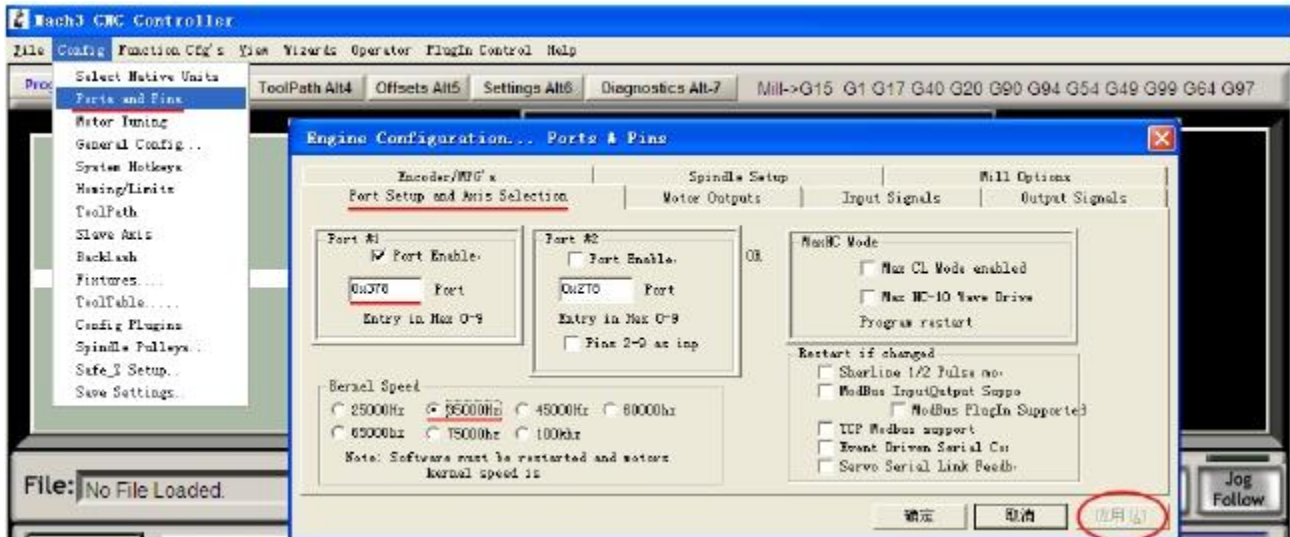 Mach3 CNC Controller
File Config Function Cfg's View Wizards Operator PlugIn Control Help
Select Native Units
Ports and Pins
Motor Tuning
General Config...
System Hotkeys
Homing/Limits
ToolPath
Slave Axis
BackLash
Fixtures....
ToolTable.....
Config Plugins
Spindle Pulleys..
Safe_Z Setup..
Save Settings..
Prog
ToolPath Alt4 Offsets Alt5 Settings Alt6 Diagnostics Alt-7 Mill->G15 G1 G17 G40 G20 G90 G94 G54 G49 G99 G64 G97
Engine Configuration... Ports & Pins
Encoder/MPG's Spindle Setup Mill Options
Port Setup and Axis Selection Motor Outputs Input Signals Output Signals
Port #1
Port Enable.
0x378 Port
Entry in Hex 0-9
Port #2
Port Enable.
0x278 Port
Entry in Hex 0-9
Pins 2-9 as inp
OR
MaxNC Mode
Max CL Mode enabled
Max NC-10 Wave Drive
Program restart
Restart if changed
Sherline 1/2 Pulse mo.
ModBus InputOutput Suppo
ModBus PlugIn Supported
TCP Modbus support
Event Driven Serial Co:
Servo Serial Link Feedb.
Kernel Speed
25000Hz 35000Hz 45000Hz 60000hz
65000hz 75000hz 100khz
Note: Software must be restarted and motors
kernel speed is
确定 取消 应用(A)
File: No File Loaded.
Jog
Follow